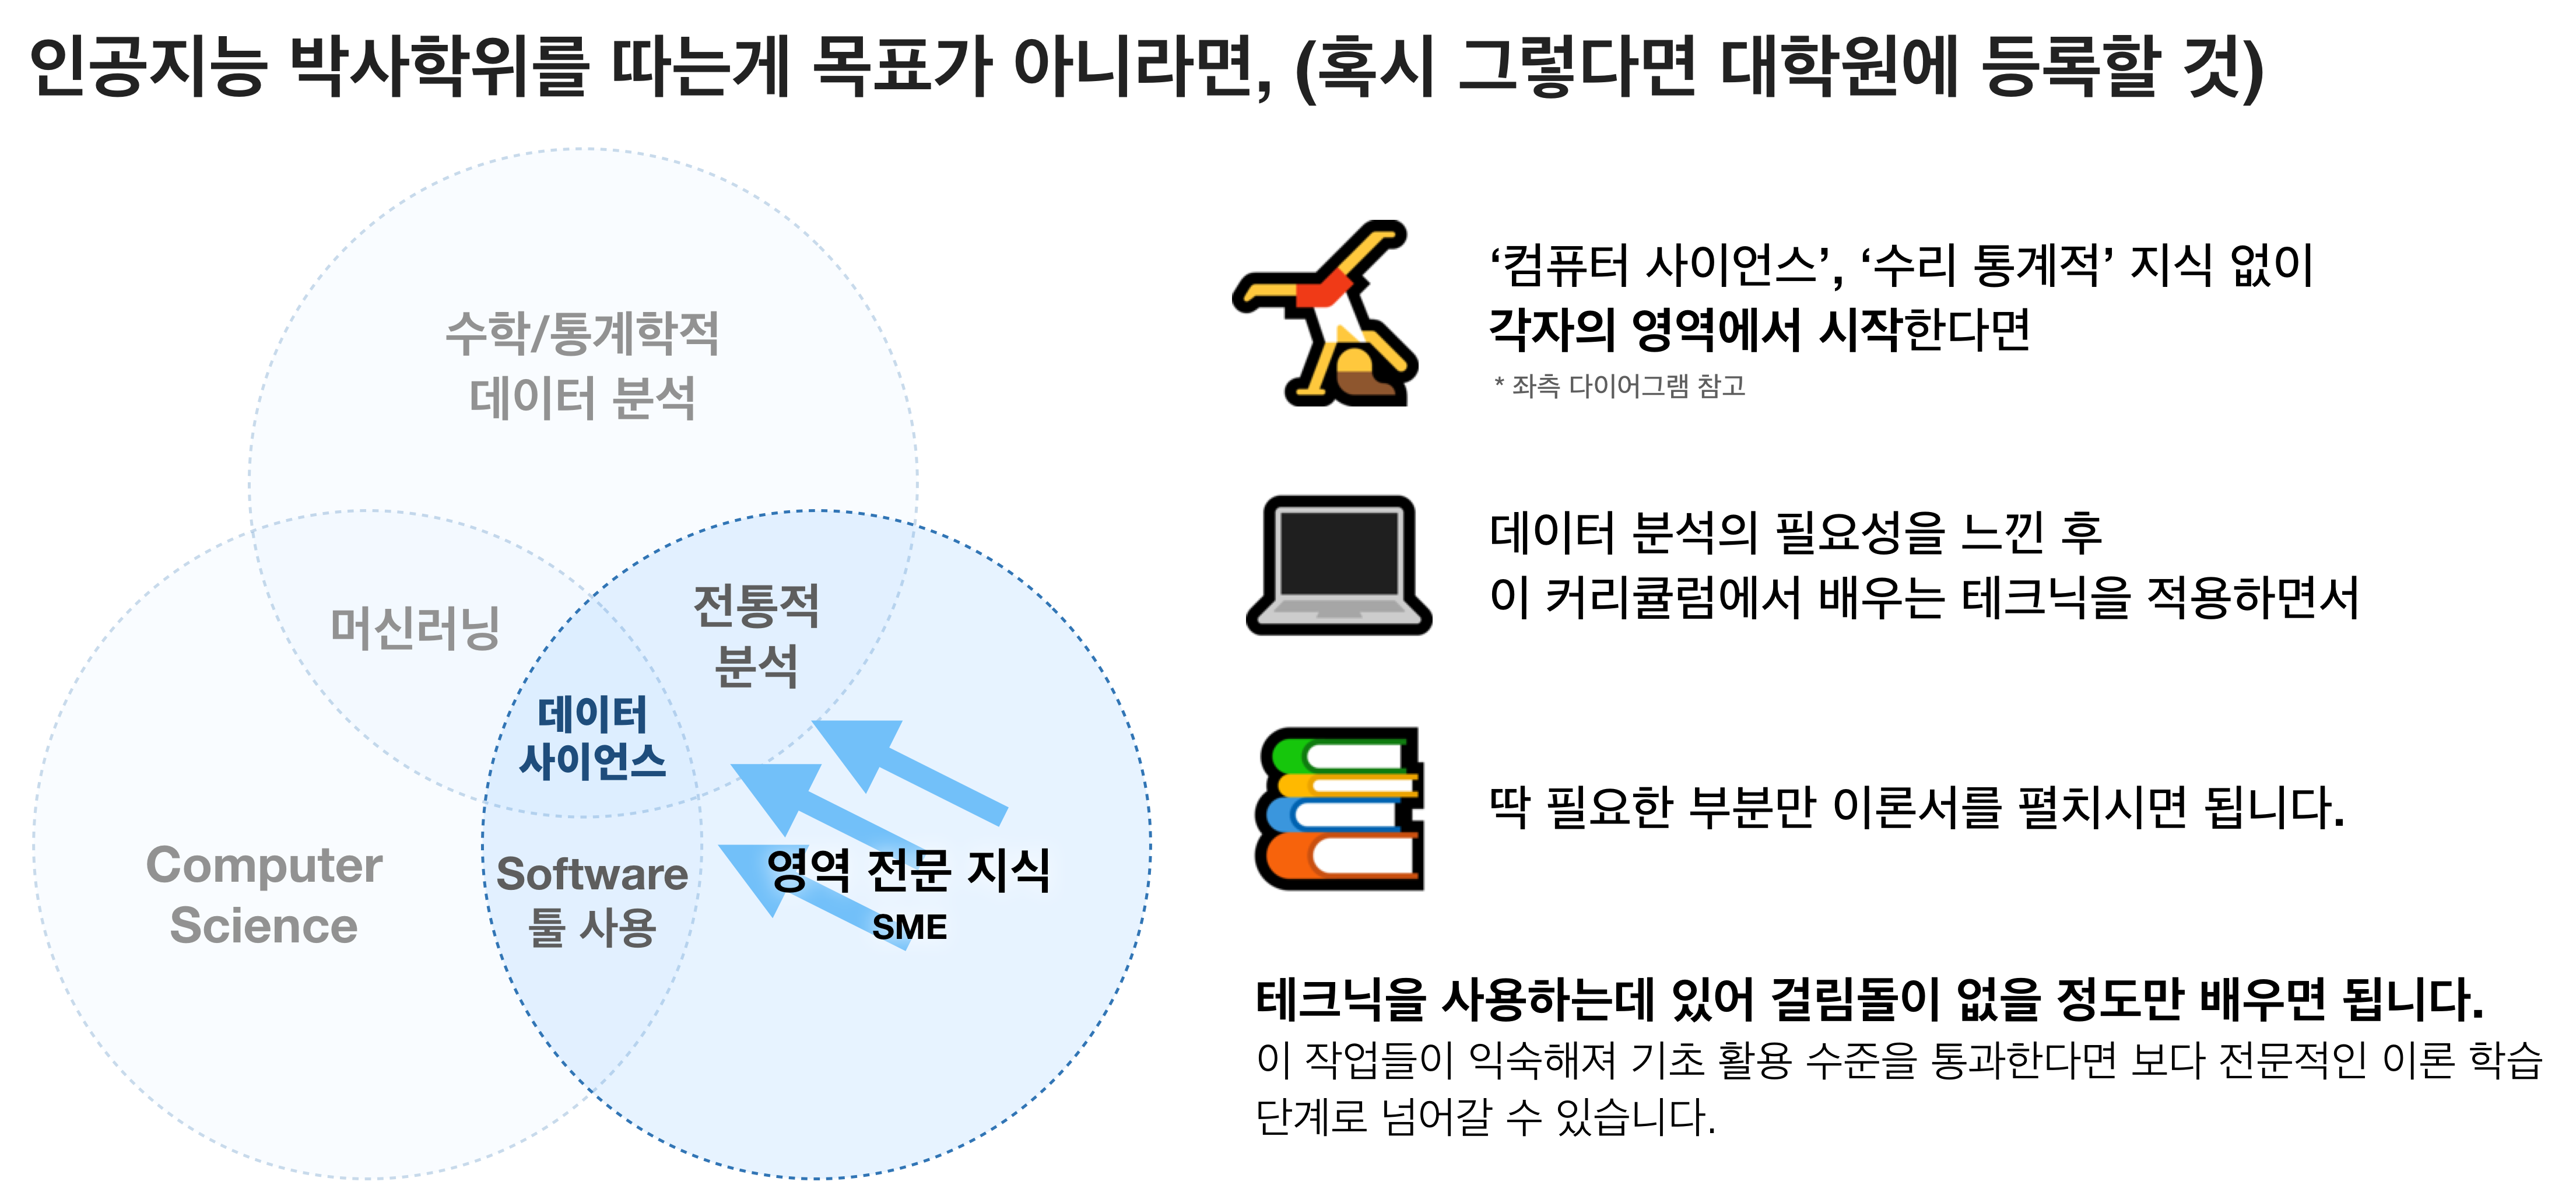 인공지능 박사학위를 따는게 목표가 아니라면, (혹시 그렇다면 대학원에 등록할 것)
수학/통계학적
데이터 분석
머신러닝
전통적
분석
데이터
사이언스
Computer
Science
Software
툴 사용
영역 전문 지식
SME
‘컴퓨터 사이언스’, ‘수리 통계적’ 지식 없이
각자의 영역에서 시작한다면
* 좌측 다이어그램 참고
데이터 분석의 필요성을 느낀 후
이 커리큘럼에서 배우는 테크닉을 적용하면서
딱 필요한 부분만 이론서를 펼치시면 됩니다.
테크닉을 사용하는데 있어 걸림돌이 없을 정도만 배우면 됩니다.
이 작업들이 익숙해져 기초 활용 수준을 통과한다면 보다 전문적인 이론 학습
단계로 넘어갈 수 있습니다.